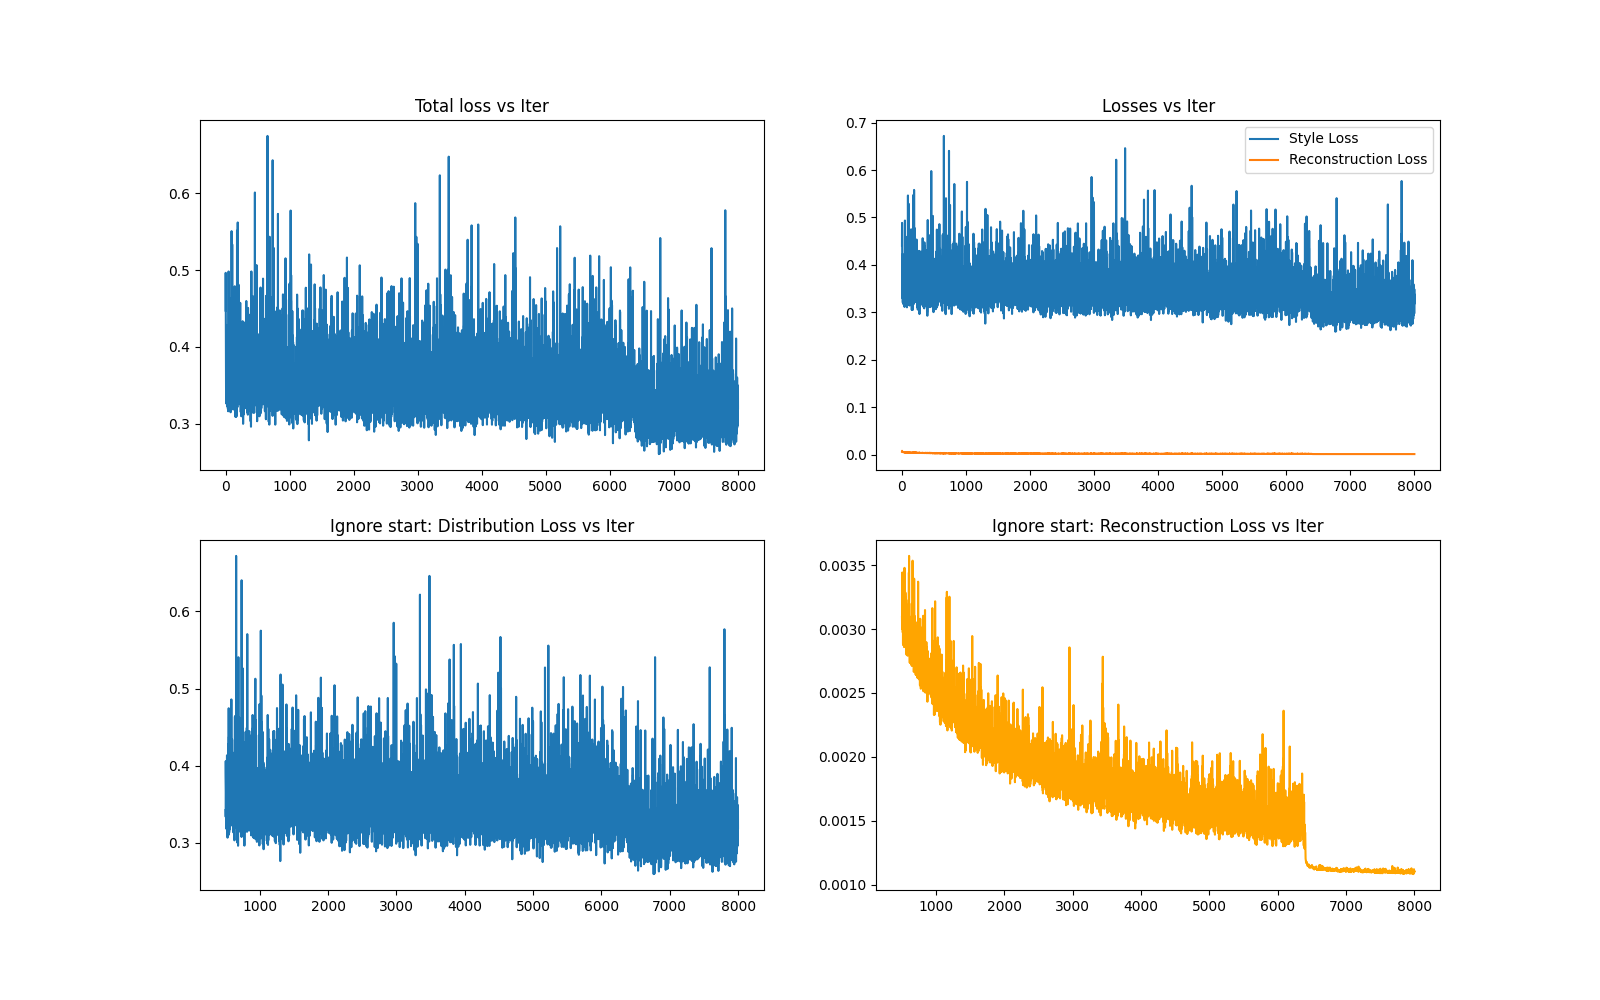 Total loss vs Iter
0.6
0.5
0.4
0.3
0 1000 2000 3000 4000 5000 6000 7000 8000
Losses vs Iter
0.7
0.6
0.5
0.4
0.3
0.2
0.1
0.0
Style Loss
Reconstruction Loss
0 1000 2000 3000 4000 5000 6000 7000 8000
Ignore start: Distribution Loss vs Iter
0.6
0.5
0.4
0.3
1000 2000 3000 4000 5000 6000 7000 8000
Ignore start: Reconstruction Loss vs Iter
0.0035
0.0030
0.0025
0.0020
0.0015
0.0010
1000 2000 3000 4000 5000 6000 7000 8000